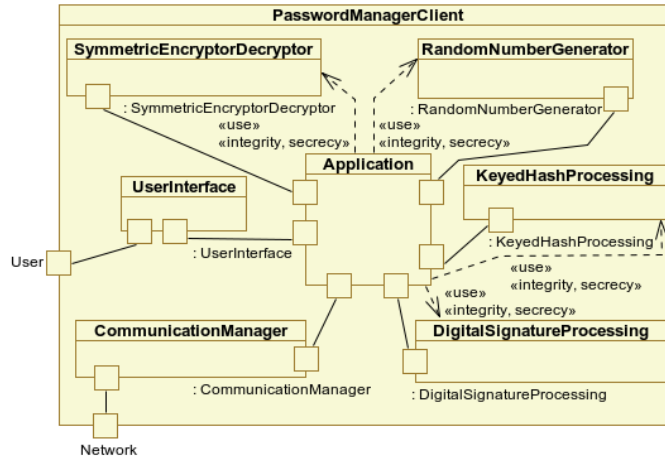 PasswordManagerClient
SymmetricEncryptorDecryptor
RandomNumberGenerator
: SymmetricEncryptorDecryptor
: RandomNumberGenerator
«use»
«integrity, secrecy»
«use»
«integrity, secrecy»
Application
UserInterface
KeyedHashProcessing
: UserInterface
: KeyedHashProcessing
User
«use»
«integrity, secrecy»
«use»
«integrity, secrecy»
CommunicationManager
DigitalSignatureProcessing
: CommunicationManager
: DigitalSignatureProcessing
Network